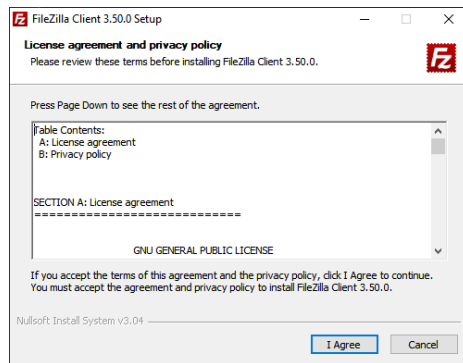 FileZilla Client 3.50.0 Setup
License agreement and privacy policy
Please review these terms before installing FileZilla Client 3.50.0.
Fz
Press Page Down to see the rest of the agreement.
Table Contents:
A: License agreement
B: Privacy policy
SECTION A: License agreement
============================
GNU GENERAL PUBLIC LICENSE
If you accept the terms of this agreement and the privacy policy, click I Agree to continue.
You must accept the agreement and privacy policy to install FileZilla Client 3.50.0.
Nullsoft Install System v3.04
I Agree
Cancel